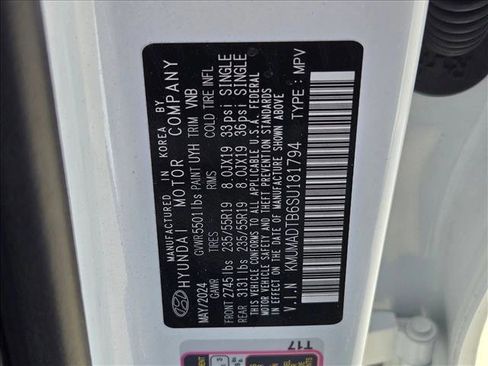 MANUFACTURED IN KOREA BY
HYUNDAI MOTOR COMPANY
MAY/2024 GVWR 5501lbs PAINT UYH TRIM VNB
GAWR TIRES RMS COLD TIRE INFL
FRONT 2745lbs 235/55R19 8.0JX19 33psi SINGLE
REAR 3131lbs 235/55R19 8.0JX19 36psi SINGLE
THIS VEHICLE CONFORMS TO ALL APPLICABLE U.S.A. FEDERAL
MOTOR VEHICLE SAFETY AND THEFT PREVENTION STANDARDS
IN EFFECT ON THE DATE OF MANUFACTURE SHOWN ABOVE
V.I.N KMUMADTB6SU181794 TYPE : MPV
T17